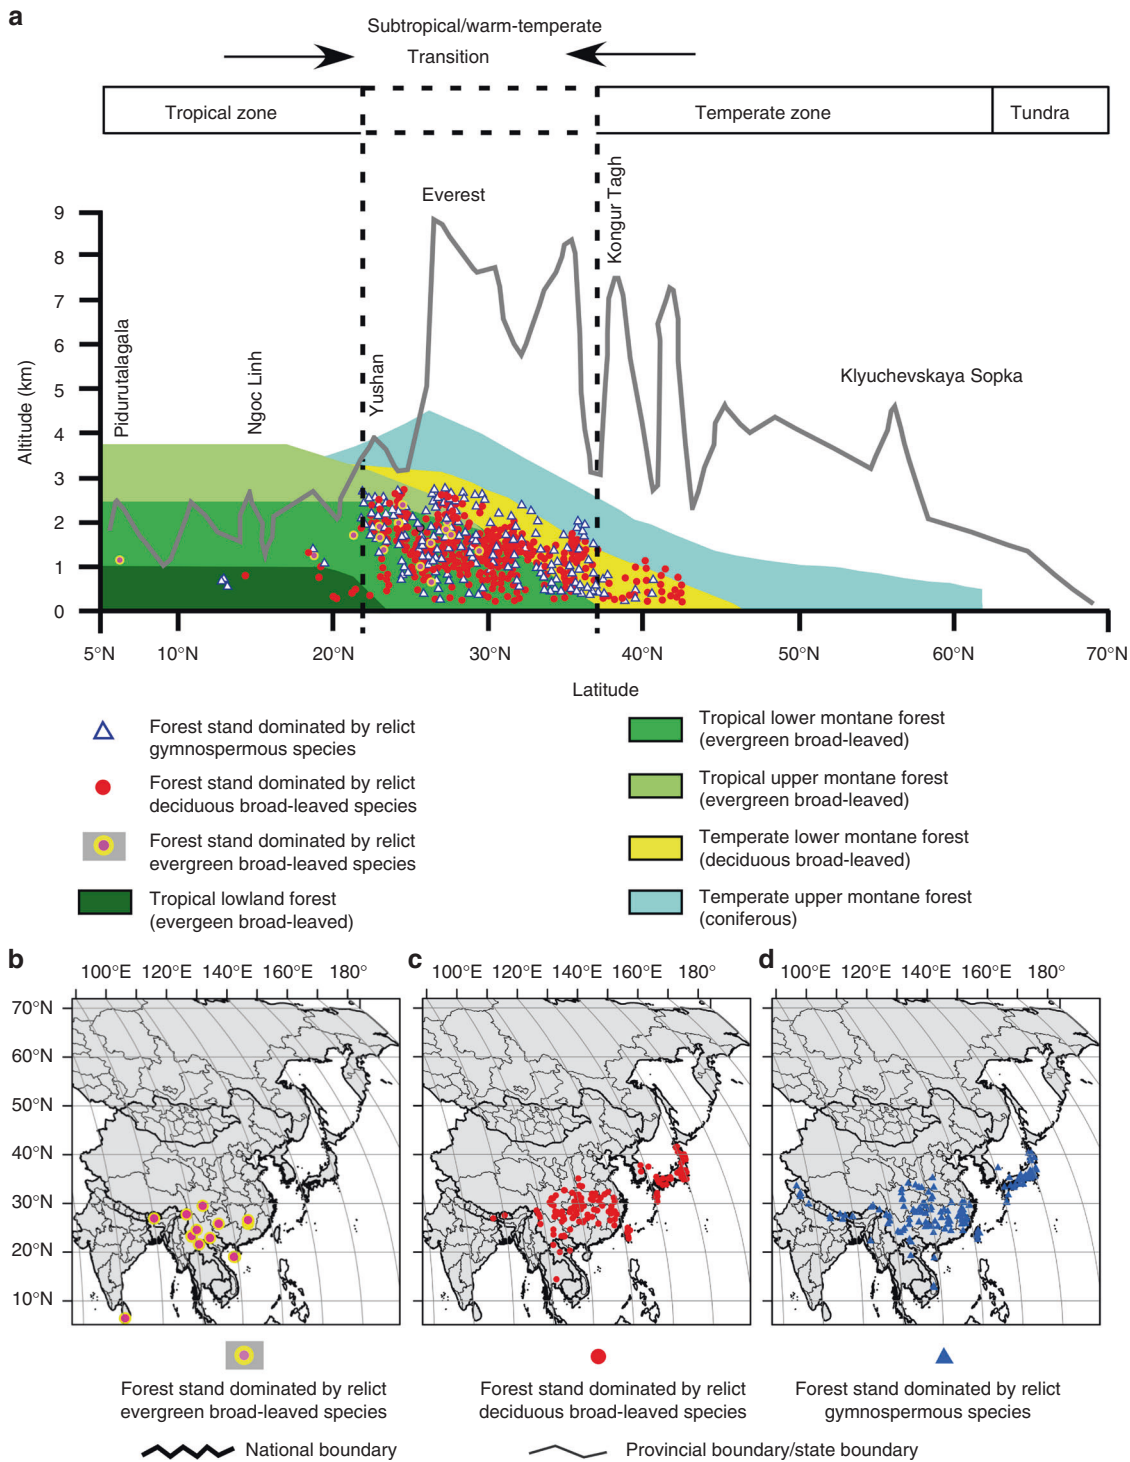 a
Subtropical/warm-temperate
Transition
Tropical zone
Temperate zone
Tundra
Everest
Kongur Tagh
Pidurutalagala
Ngoc Linh
Yushan
Klyuchevskaya Sopka
Altitude (km)
9
8
7
6
5
4
3
2
1
0
5°N 10°N 20°N 30°N 40°N 50°N 60°N 70°N
Latitude
Forest stand dominated by relict
gymnospermous species
Forest stand dominated by relict
deciduous broad-leaved species
Forest stand dominated by relict
evergreen broad-leaved species
Tropical lowland forest
(evergeen broad-leaved)
Tropical lower montane forest
(evergreen broad-leaved)
Tropical upper montane forest
(evergreen broad-leaved)
Temperate lower montane forest
(deciduous broad-leaved)
Temperate upper montane forest
(coniferous)
b
100°E 120°E 140°E 180°
70°N
60°N
50°N
40°N
30°N
20°N
10°N
c
100°E 120°E 140°E 180°
d
100°E 120°E 140°E 180°
70°N
60°N
50°N
40°N
30°N
20°N
10°N
Forest stand dominated by relict
evergreen broad-leaved species
Forest stand dominated by relict
deciduous broad-leaved species
Forest stand dominated by relict
gymnospermous species
National boundary
Provincial boundary/state boundary